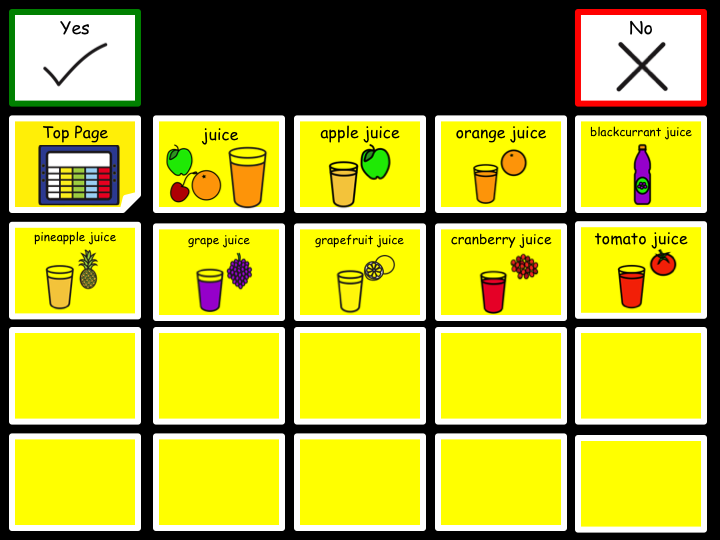 Yes
No
Top Page
juice
apple juice
orange juice
blackcurrant juice
pineapple juice
grape juice
grapefruit juice
cranberry juice
tomato juice